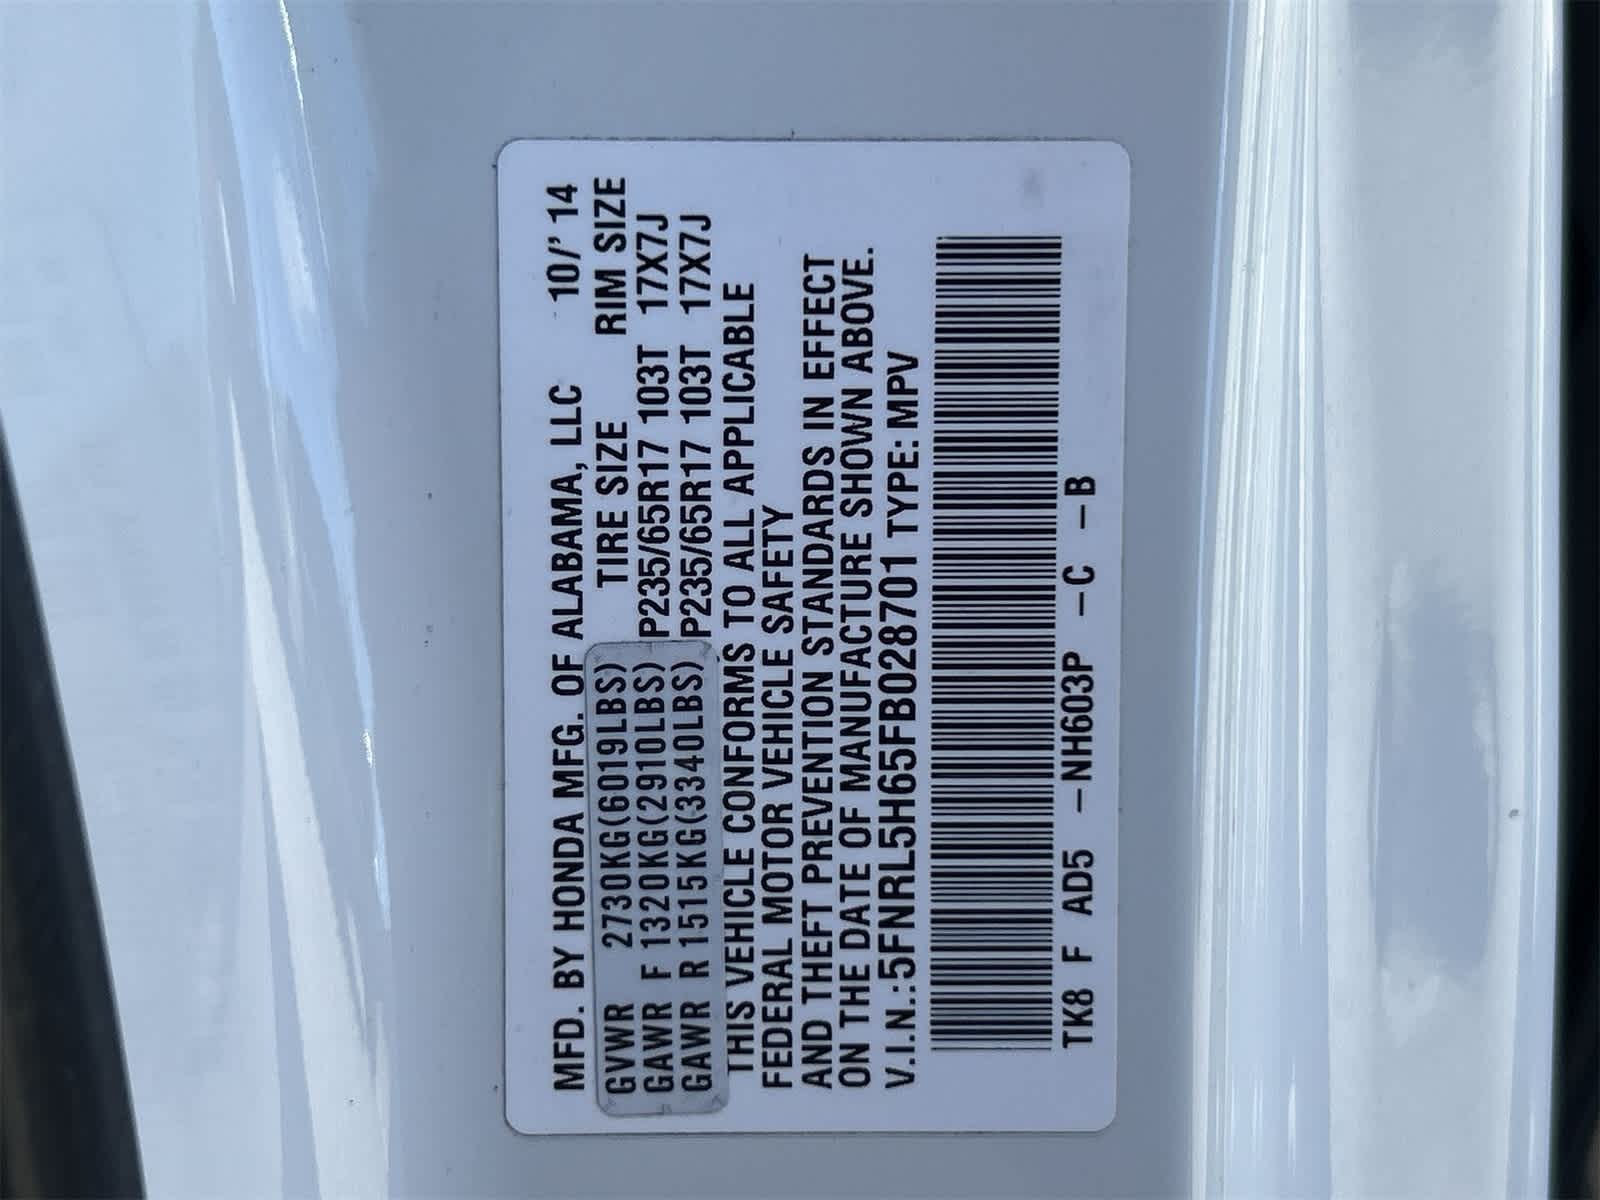 MFD. BY HONDA MFG. OF ALABAMA, LLC 10/' 14
TIRE SIZE RIM SIZE
GVWR 2730KG(6019LBS)
GAWR F 1320KG(2910LBS) P235/65R17 103T 17X7J
GAWR R 1515KG(3340LBS) P235/65R17 103T 17X7J
THIS VEHICLE CONFORMS TO ALL APPLICABLE
FEDERAL MOTOR VEHICLE SAFETY
AND THEFT PREVENTION STANDARDS IN EFFECT
ON THE DATE OF MANUFACTURE SHOWN ABOVE.
V.I.N.:5FNRL5H65FB028701 TYPE: MPV
TK8 F AD5 –NH603P –C –B